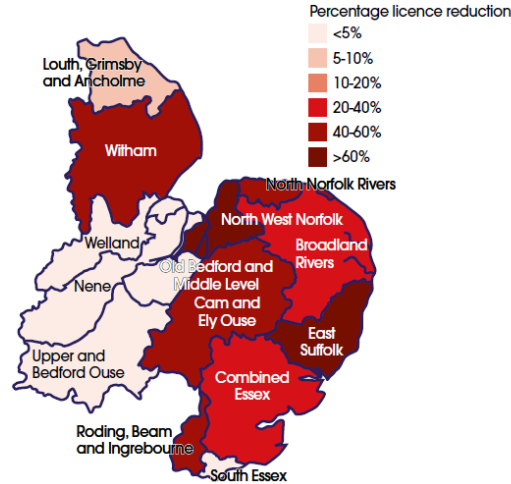 Percentage licence reduction
<5%
5-10%
10-20%
20-40%
40-60%
>60%
Louth, Grimsby
and Ancholme
Witham
North Norfolk Rivers
North West Norfolk
Welland
Broadland
Rivers
Old Bedford and
Middle Level
Nene
Cam and
Ely Ouse
East
Suffolk
Upper and
Bedford Ouse
Combined
Essex
Roding, Beam
and Ingrebourne
South Essex